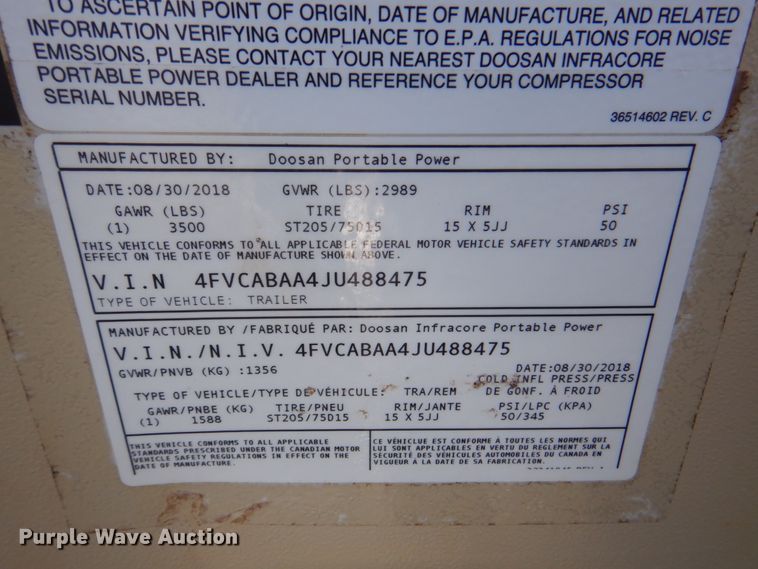 TO ASCERTAIN POINT OF ORIGIN, DATE OF MANUFACTURE, AND RELATED
INFORMATION VERIFYING COMPLIANCE TO E.P.A. REGULATIONS FOR NOISE
EMISSIONS, PLEASE CONTACT YOUR NEAREST DOOSAN INFRACORE
PORTABLE POWER DEALER AND REFERENCE YOUR COMPRESSOR
SERIAL NUMBER.
36514602 REV. C
MANUFACTURED BY: Doosan Portable Power
DATE:08/30/2018 GVWR (LBS):2989
GAWR (LBS) TIRE RIM PSI
(1) 3500 ST205/75D15 15 X 5JJ 50
THIS VEHICLE CONFORMS TO ALL APPLICABLE FEDERAL MOTOR VEHICLE SAFETY STANDARDS IN
EFFECT ON THE DATE OF MANUFACTURE SHOWN ABOVE.
V.I.N 4FVCABAA4JU488475
TYPE OF VEHICLE: TRAILER
MANUFACTURED BY /FABRIQUÉ PAR: Doosan Infracore Portable Power
V.I.N./N.I.V. 4FVCABAA4JU488475
GVWR/PNVB (KG) :1356 DATE:08/30/2018
COLD INFL PRESS/PRESS
TYPE OF VEHICLE/TYPE DE VÉHICULE: TRA/REM DE GONF. À FROID
GAWR/PNBE (KG) TIRE/PNEU RIM/JANTE PSI/LPC (KPA)
(1) 1588 ST205/75D15 15 X 5JJ 50/345
THIS VEHICLE CONFORMS TO ALL APPLICABLE
STANDARDS PRESCRIBED UNDER THE CANADIAN MOTOR
VEHICLE SAFETY REGULATIONS IN EFFECT ON THE
DATE OF MANUFACTURE.
CE VÉHICULE EST CONFORME À TOUTES LES NORMES QUI
LUI SONT APPLICABLES EN VERTU DU REGLEMENT SUR LA
SÉCURITÉ DES VÉHICULES AUTOMOBILES DU CANADA EN
VIGUEUR A LA DATE DE SA FABRICATION.
Purple Wave Auction